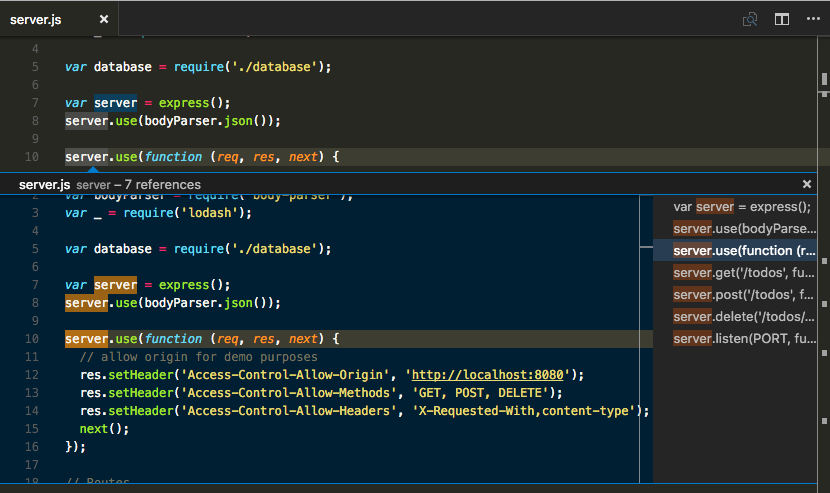 server.js ×
4
5 var database = require('./database');
6
7 var server = express();
8 server.use(bodyParser.json());
9
10 server.use(function (req, res, next) {
server.js server – 7 references ×
2 var bodyParser = require('body-parser');
3 var _ = require('lodash');
4
5 var database = require('./database');
6
7 var server = express();
8 server.use(bodyParser.json());
9
10 server.use(function (req, res, next) {
11 // allow origin for demo purposes
12 res.setHeader('Access-Control-Allow-Origin', 'http://localhost:8080');
13 res.setHeader('Access-Control-Allow-Methods', 'GET, POST, DELETE');
14 res.setHeader('Access-Control-Allow-Headers', 'X-Requested-With,content-type');
15 next();
16 });
17
18 // Routes
var server = express();
server.use(bodyParse...
server.use(function (r...
server.get('/todos', fu...
server.post('/todos', f...
server.delete('/todos/...
server.listen(PORT, fu...